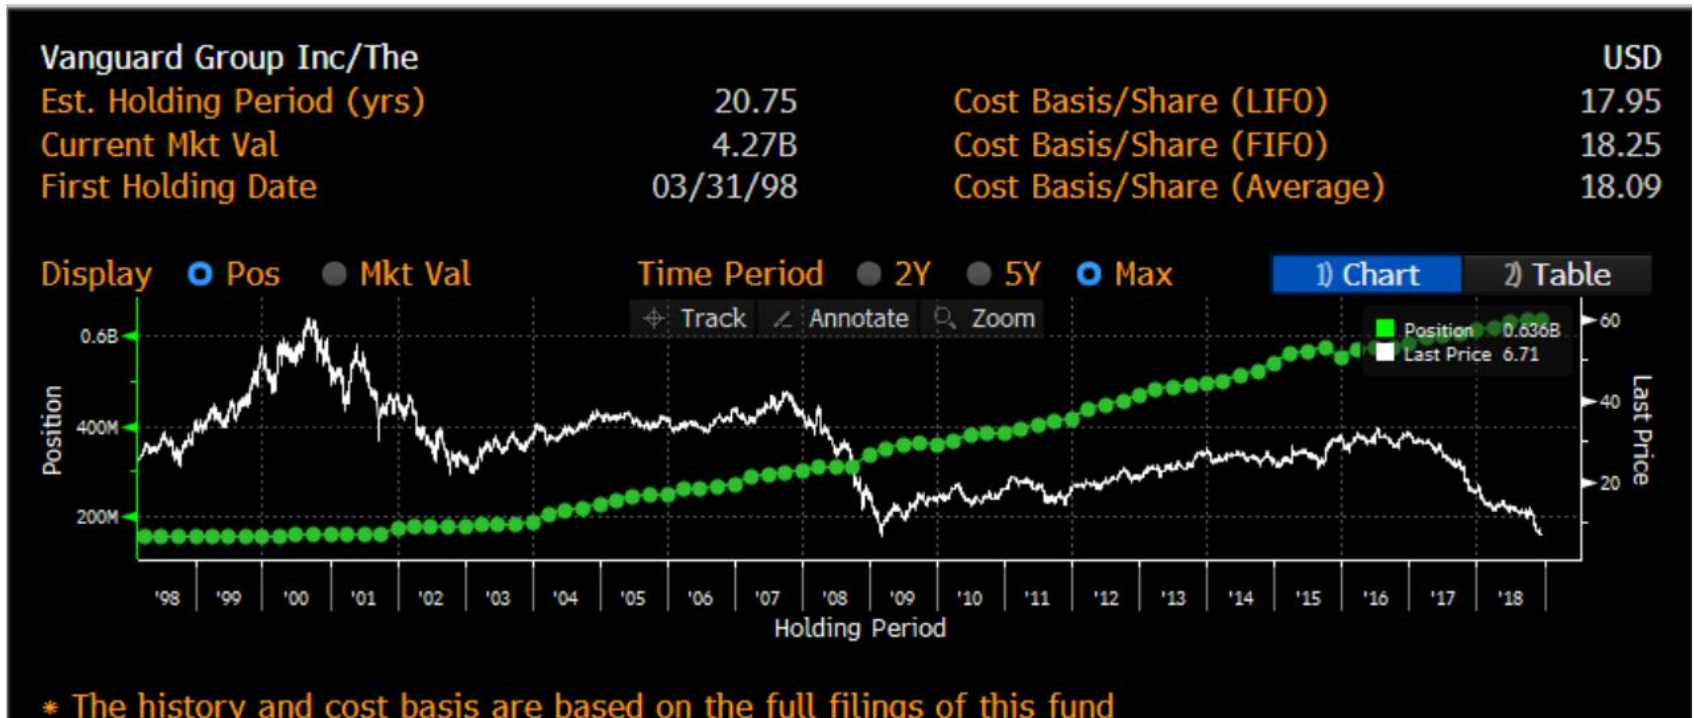 Vanguard Group Inc/The USD
Est. Holding Period (yrs) 20.75 Cost Basis/Share (LIFO) 17.95
Current Mkt Val 4.27B Cost Basis/Share (FIFO) 18.25
First Holding Date 03/31/98 Cost Basis/Share (Average) 18.09
Display Pos Mkt Val Time Period 2Y 5Y Max 1) Chart 2) Table
Track Annotate Zoom
Position 0.636B
Last Price 6.71
0.6B
400M
200M
Position
60
40
20
Last Price
'98 '99 '00 '01 '02 '03 '04 '05 '06 '07 '08 '09 '10 '11 '12 '13 '14 '15 '16 '17 '18
Holding Period
* The history and cost basis are based on the full filings of this fund